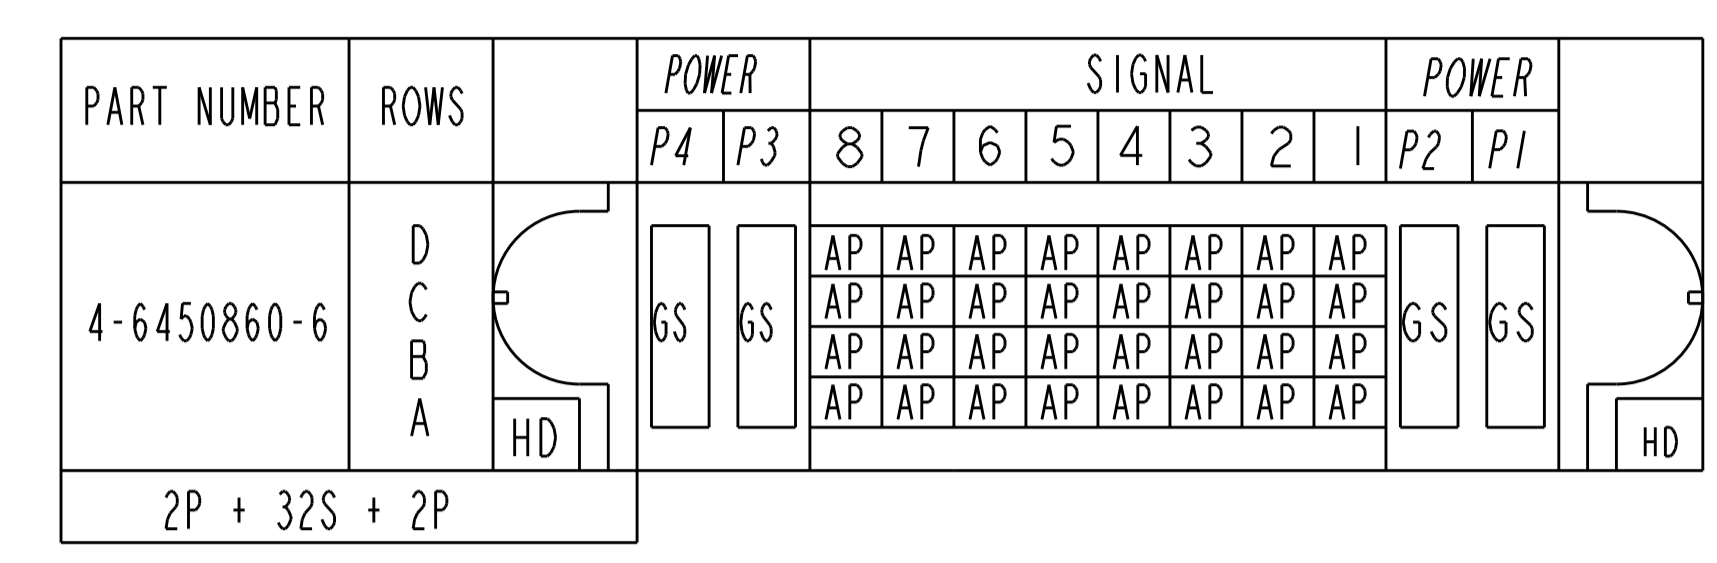 PART NUMBER ROWS POWER SIGNAL POWER
P4 P3 8 7 6 5 4 3 2 1 P2 P1
D AP AP AP AP AP AP AP AP
C AP AP AP AP AP AP AP AP
4-6450860-6 GS GS GS GS
B AP AP AP AP AP AP AP AP
A AP AP AP AP AP AP AP AP
HD HD
2P + 32S + 2P